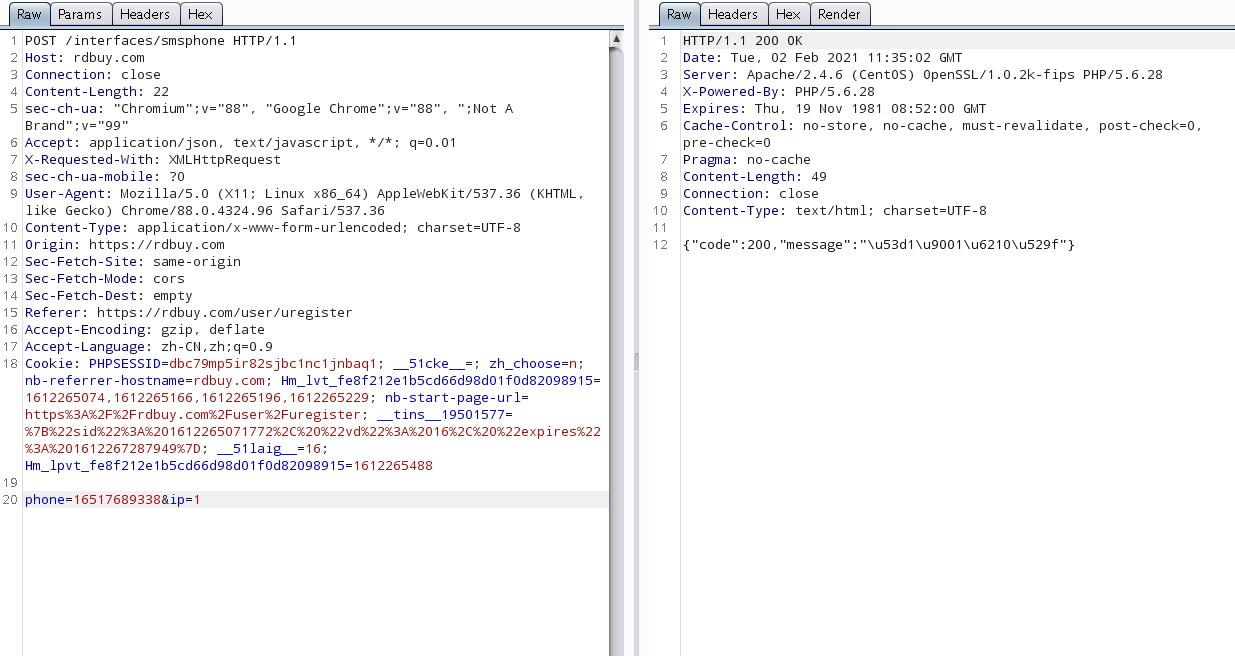 Raw Params Headers Hex
1 POST /interfaces/smsphone HTTP/1.1
2 Host: rdbuy.com
3 Connection: close
4 Content-Length: 22
5 sec-ch-ua: "Chromium";v="88", "Google Chrome";v="88", ";Not A
Brand";v="99"
6 Accept: application/json, text/javascript, */*; q=0.01
7 X-Requested-With: XMLHttpRequest
8 sec-ch-ua-mobile: ?0
9 User-Agent: Mozilla/5.0 (X11; Linux x86_64) AppleWebKit/537.36 (KHTML,
like Gecko) Chrome/88.0.4324.96 Safari/537.36
10 Content-Type: application/x-www-form-urlencoded; charset=UTF-8
11 Origin: https://rdbuy.com
12 Sec-Fetch-Site: same-origin
13 Sec-Fetch-Mode: cors
14 Sec-Fetch-Dest: empty
15 Referer: https://rdbuy.com/user/uregister
16 Accept-Encoding: gzip, deflate
17 Accept-Language: zh-CN,zh;q=0.9
18 Cookie: PHPSESSID=dbc79mp5ir82sjbc1nc1jnbaq1; __51cke__=; zh_choose=n;
nb-referrer-hostname=rdbuy.com; Hm_lvt_fe8f212e1b5cd66d98d01f0d82098915=
1612265074,1612265166,1612265196,1612265229; nb-start-page-url=
https%3A%2F%2Frdbuy.com%2Fuser%2Furegister; __tins__19501577=
%7B%22sid%22%3A%201612265071772%2C%20%22vd%22%3A%2016%2C%20%22expires%22
%3A%201612267287949%7D; __51laig__=16;
Hm_lpvt_fe8f212e1b5cd66d98d01f0d82098915=1612265488
19
20 phone=16517689338&ip=1
Raw Headers Hex Render
1 HTTP/1.1 200 OK
2 Date: Tue, 02 Feb 2021 11:35:02 GMT
3 Server: Apache/2.4.6 (CentOS) OpenSSL/1.0.2k-fips PHP/5.6.28
4 X-Powered-By: PHP/5.6.28
5 Expires: Thu, 19 Nov 1981 08:52:00 GMT
6 Cache-Control: no-store, no-cache, must-revalidate, post-check=0,
pre-check=0
7 Pragma: no-cache
8 Content-Length: 49
9 Connection: close
10 Content-Type: text/html; charset=UTF-8
11
12 {"code":200,"message":"\u53d1\u9001\u6210\u529f"}